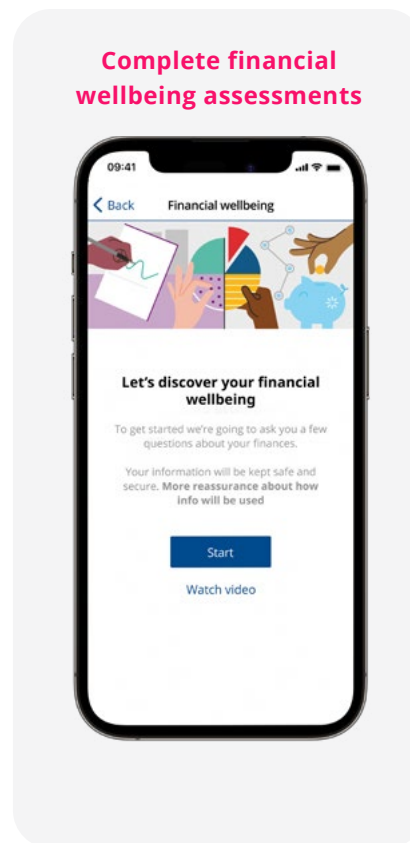 Complete financial
wellbeing assessments
09:41
Back
Financial wellbeing
Let's discover your financial
wellbeing
To get started we're going to ask you a few
questions about your finances.
Your information will be kept safe and
secure. More reassurance about how
info will be used
Start
Watch video